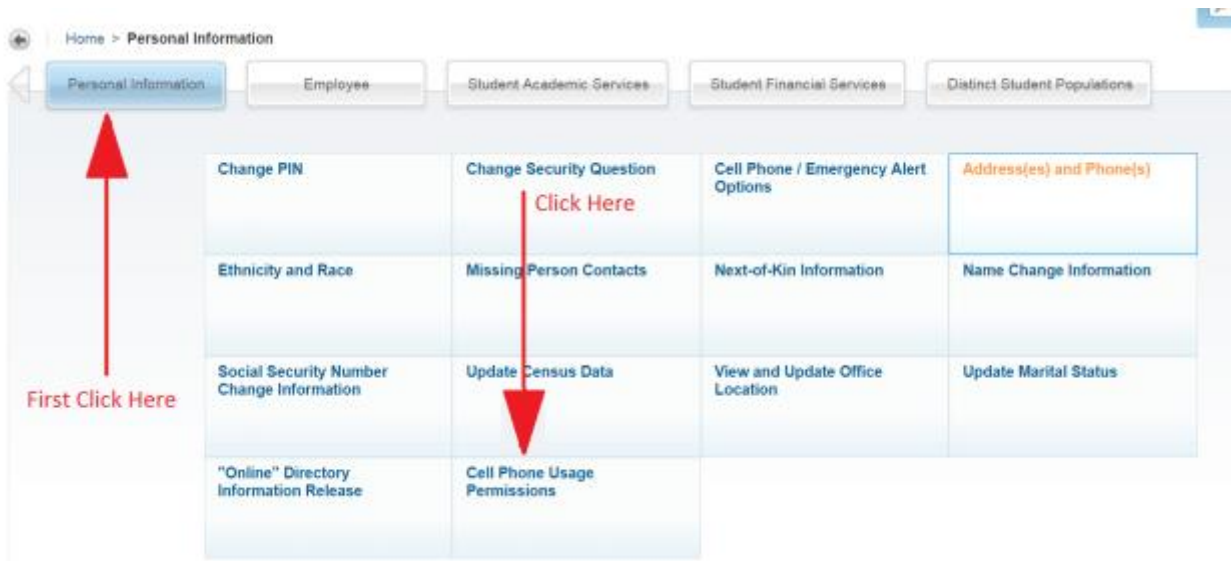 Home > Personal Information
Personal Information
Employee
Student Academic Services
Student Financial Services
Distinct Student Populations
Change PIN
Change Security Question
Cell Phone / Emergency Alert
Options
Address(es) and Phone(s)
Click Here
Ethnicity and Race
Missing Person Contacts
Next-of-Kin Information
Name Change Information
Social Security Number
Change Information
Update Census Data
View and Update Office
Location
Update Marital Status
First Click Here
"Online" Directory
Information Release
Cell Phone Usage
Permissions